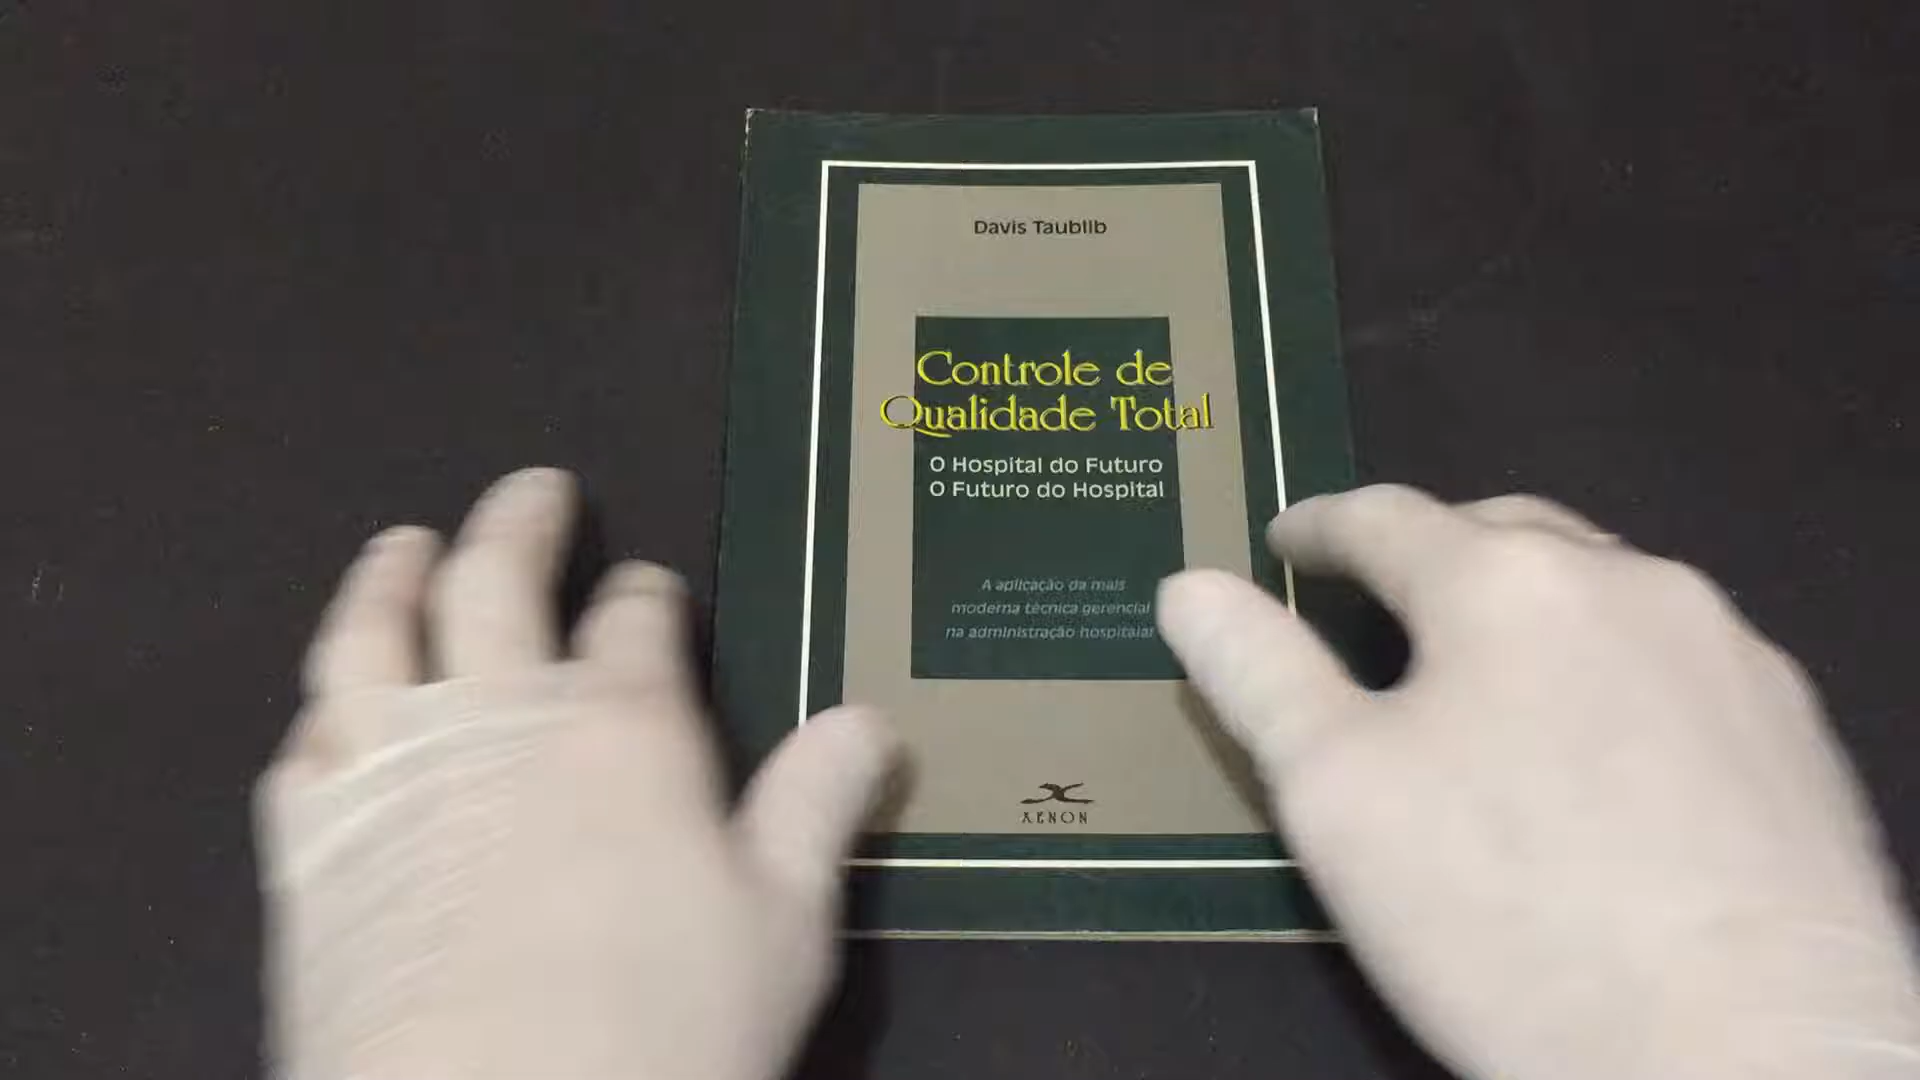 Davis Taublib
Controle de
Qualidade Total
O Hospital do Futuro
O Futuro do Hospital
A aplicação da mais
moderna técnica gerencial
na administração hospitalar
XENON